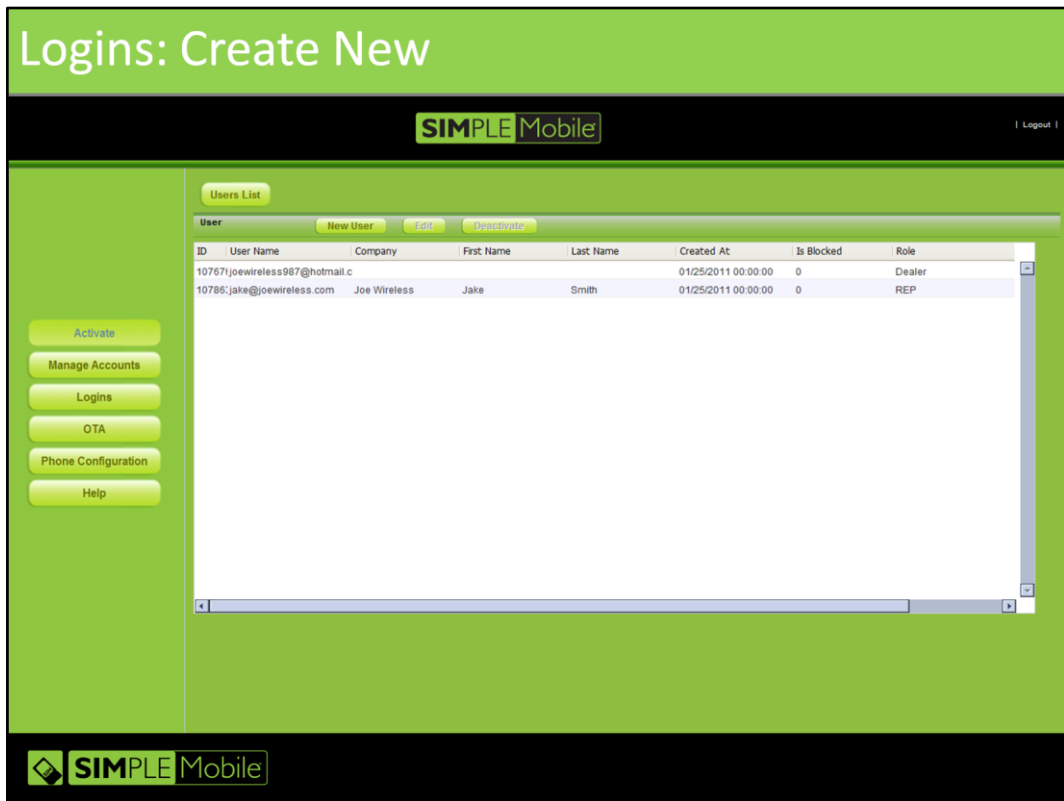 Logins: Create New
SIMPLE Mobile
| Logout |
Users List
User New User Edit Deactivate
ID User Name Company First Name Last Name Created At Is Blocked Role
joewireless987@hotmail.c 01/25/2011 00:00:00 0 Dealer
jake@joewireless.com Joe Wireless Jake Smith 01/25/2011 00:00:00 0 REP
Activate
Manage Accounts
Logins
OTA
Phone Configuration
Help
SIMPLE Mobile